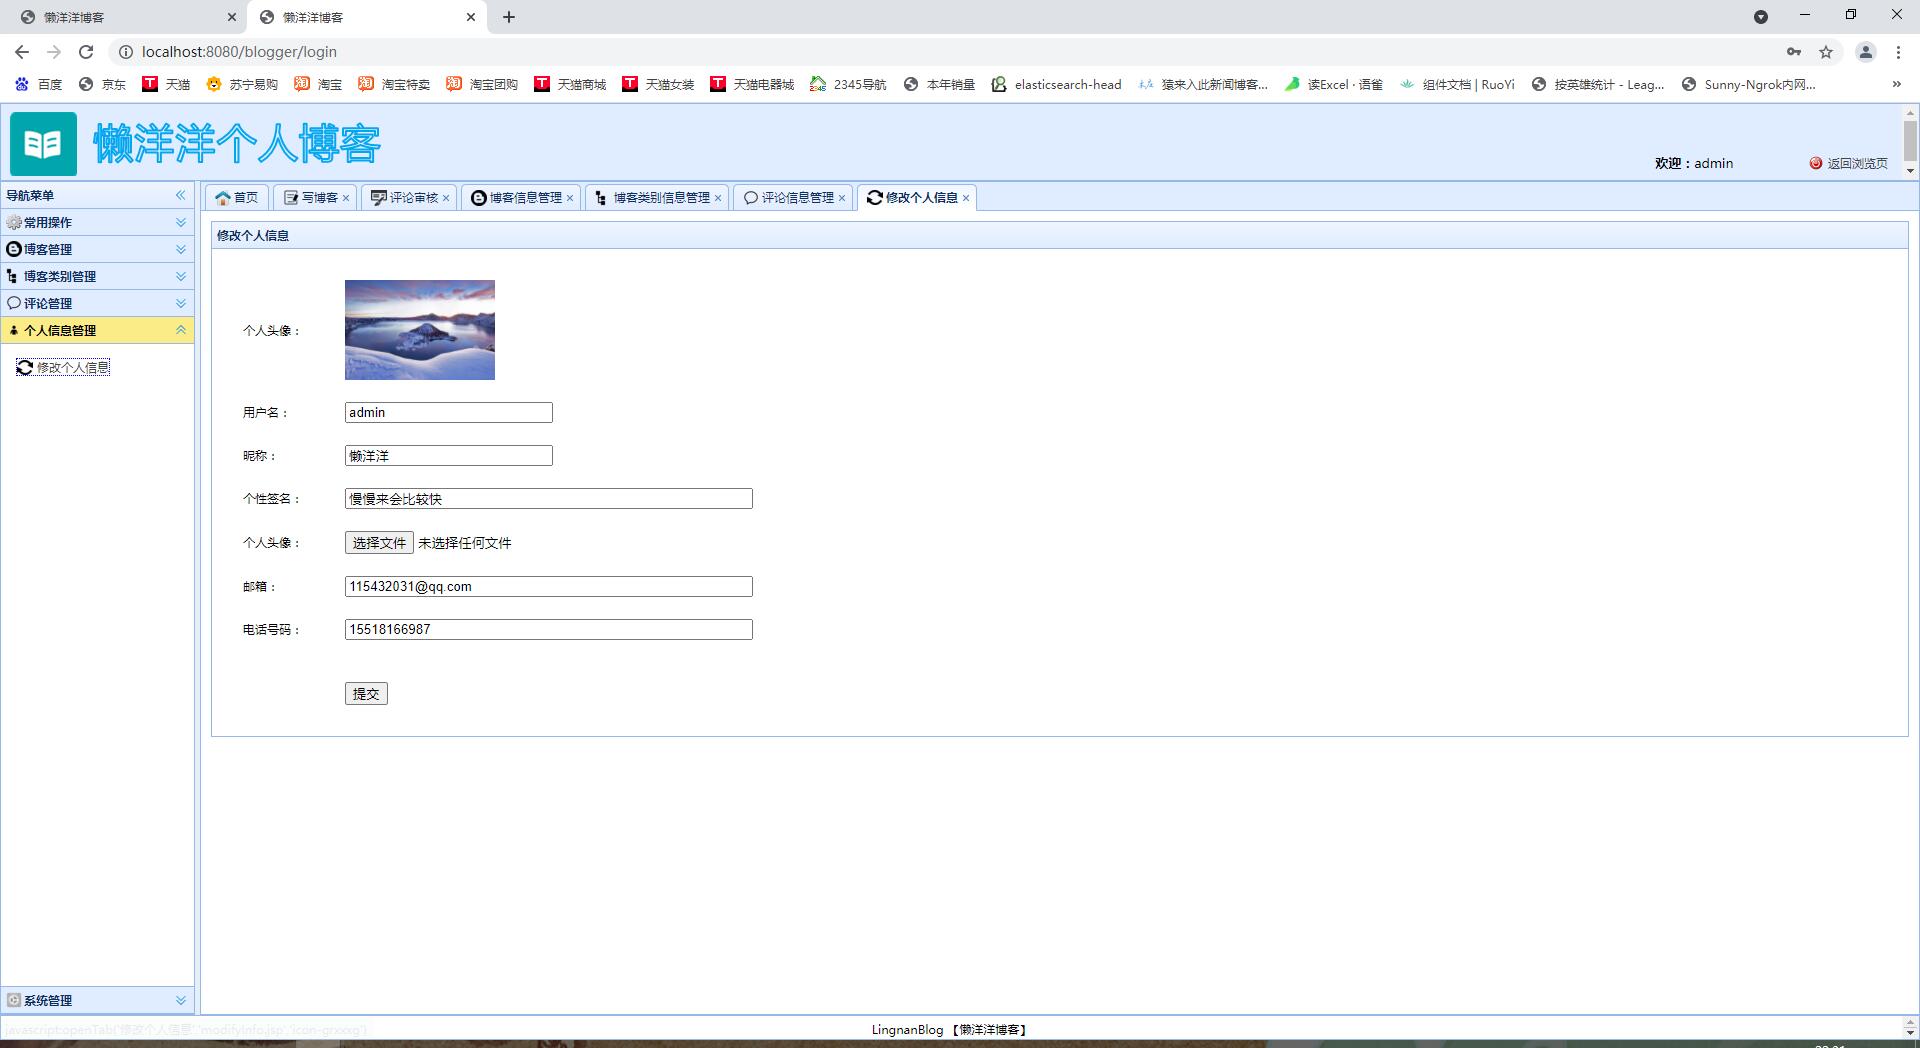 懒洋洋博客
懒洋洋博客
localhost:8080/blogger/login
百度 京东 天猫 苏宁易购 淘宝 淘宝特卖 淘宝团购 天猫商城 天猫女装 天猫电器城 2345导航 本年销量 elasticsearch-head 猿来入此新闻博客... 读Excel · 语雀 组件文档 | RuoYi 按英雄统计 - Leag... Sunny-Ngrok内网...
懒洋洋个人博客
欢迎：admin 返回浏览页
导航菜单
常用操作
博客管理
博客类别管理
评论管理
个人信息管理
修改个人信息
系统管理
首页 写博客 评论审核 博客信息管理 博客类别信息管理 评论信息管理 修改个人信息
修改个人信息
个人头像：
用户名： admin
昵称： 懒洋洋
个性签名： 慢慢来会比较快
个人头像： 选择文件 未选择任何文件
邮箱： 115432031@qq.com
电话号码： 15518166987
提交
javascript:openTab('修改个人信息','modifyInfo.jsp','icon-grxxxg')
LingnanBlog 【懒洋洋博客】